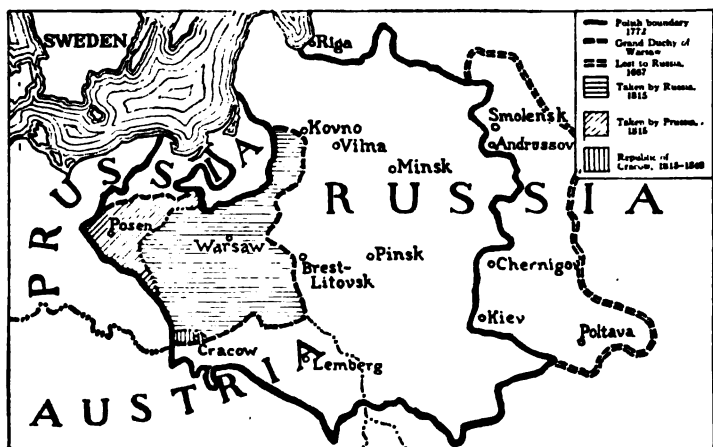 SWEDEN
Riga
Polish boundary
1772
Grand Duchy of
Warsaw
Lost to Russia,
1667
Taken by Russia,
1815
Taken by Prussia,
1815
Republic of
Cracow, 1815-1846
Smolensk
Andrussov
Kovno
Vilna
Minsk
PRUSSIA
RUSSIA
Posen
Warsaw
Brest-
Litovsk
Pinsk
Chernigov
Kiev
Poltava
Cracow
Lemberg
AUSTRIA